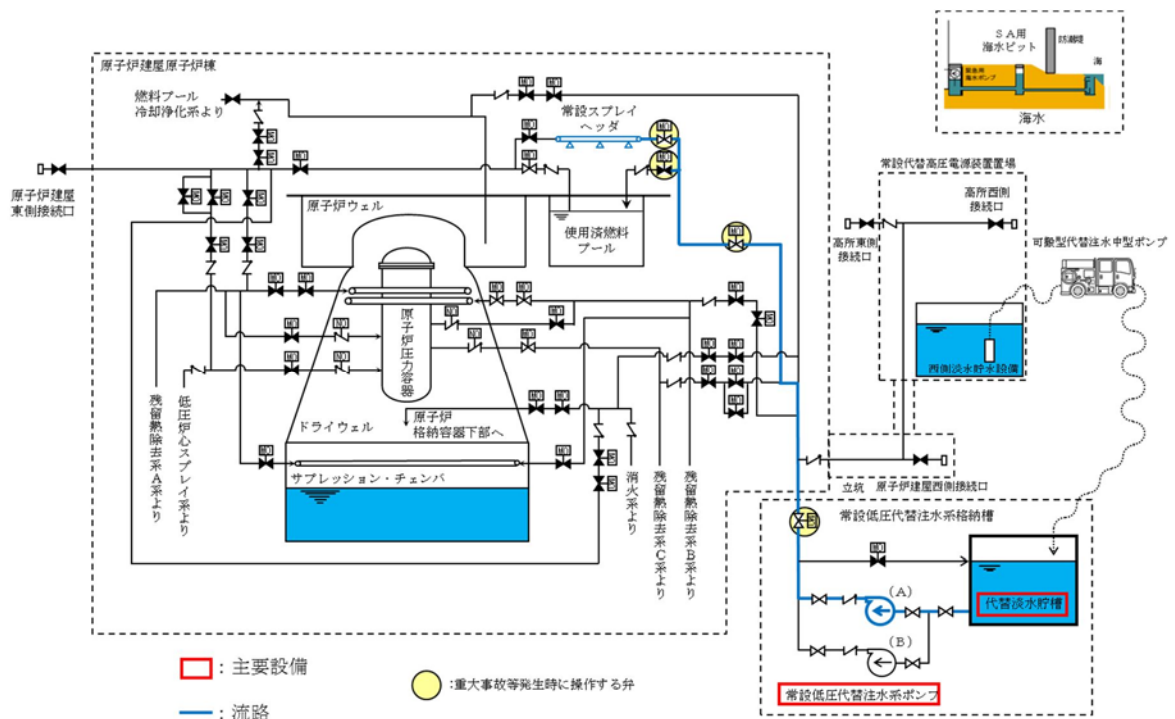 原子炉建屋原子炉棟
燃料プール
冷却浄化系より
常設スプレイ
ヘッダ
原子炉建屋
東側接続口
原子炉ウェル
使用済燃料
プール
原子炉圧力容器
原子炉
格納容器下部へ
ドライウェル
サプレッション・チェンバ
残留熱除去系A系より
低圧炉心スプレイ系より
消火系より
残留熱除去系C系より
残留熱除去系B系より
SA用
海水ピット
防潮堤
海
緊急用
海水ポンプ
海水
常設代替高圧電源装置置場
高所西側
接続口
高所東側
接続口
可搬型代替注水中型ポンプ
西側淡水貯水設備
立坑
原子炉建屋西側接続口
常設低圧代替注水系格納槽
(A)
代替淡水貯槽
(B)
常設低圧代替注水系ポンプ
:主要設備
:重大事故等発生時に操作する弁
:流路